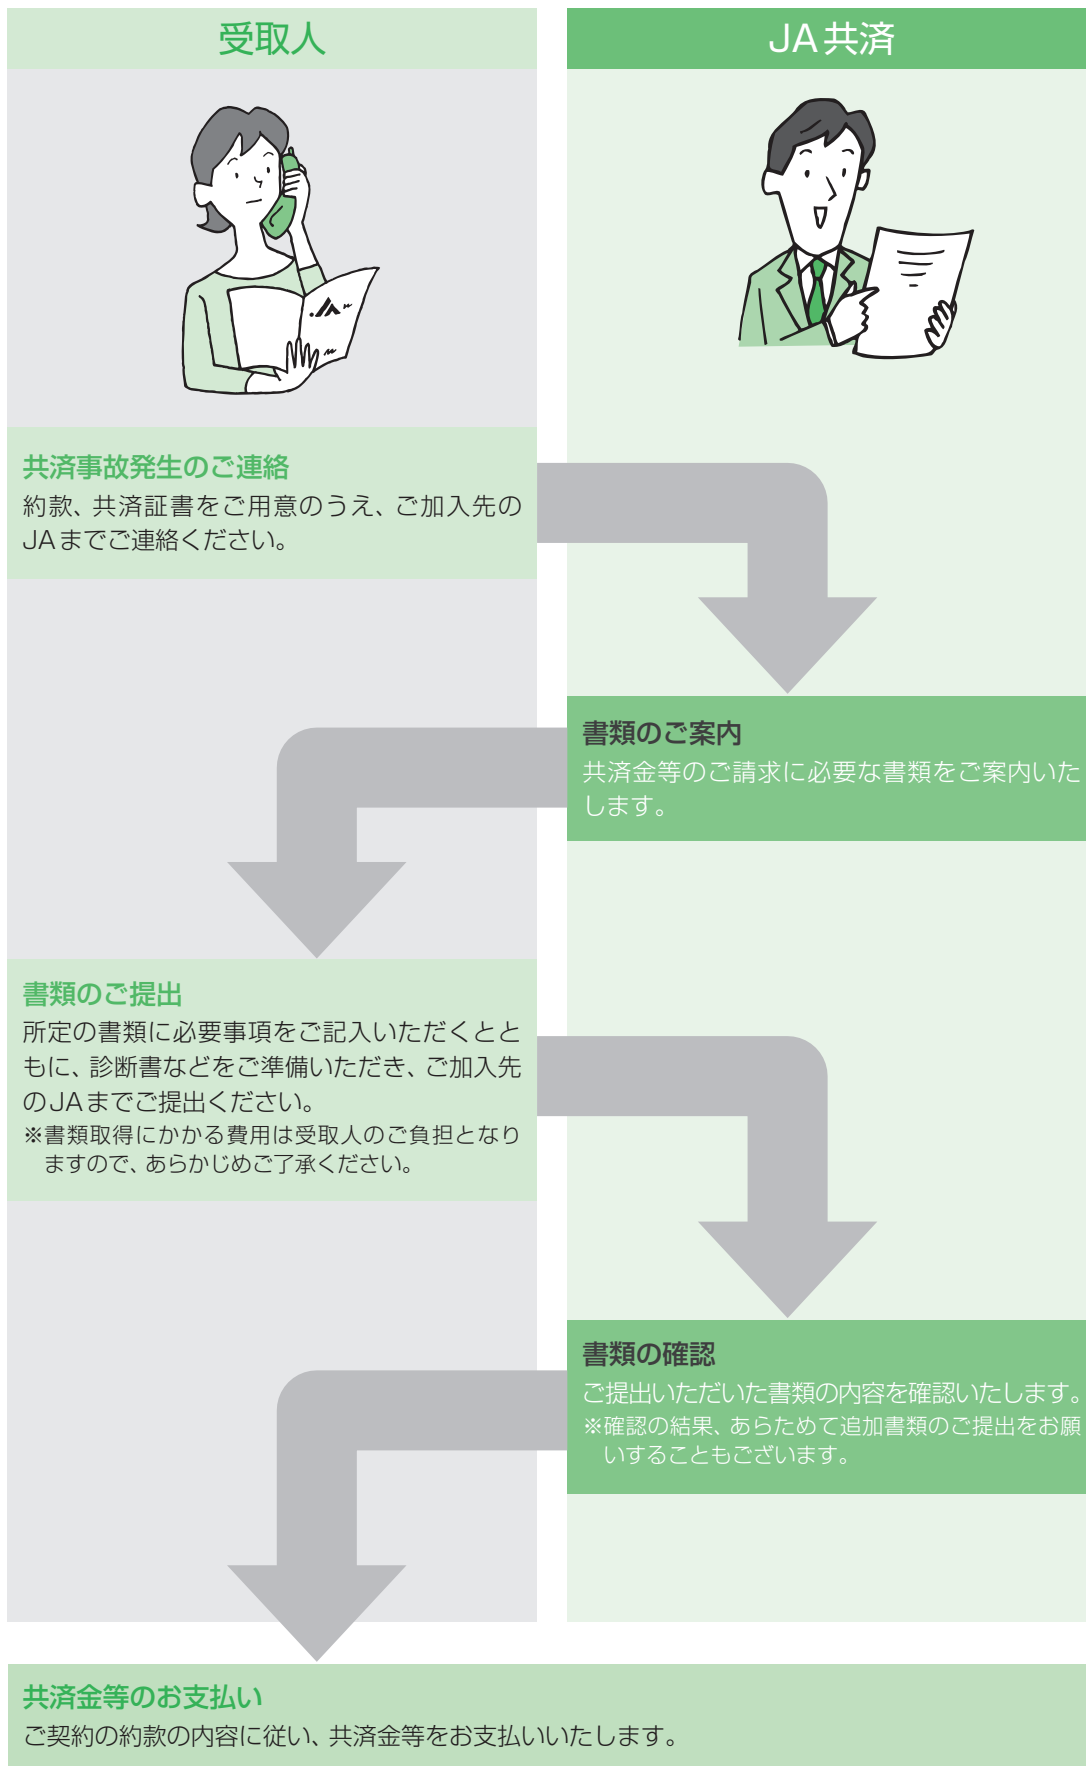 受取人
JA共済
共済事故発生のご連絡
約款、共済証書をご用意のうえ、ご加入先の
JAまでご連絡ください。
書類のご案内
共済金等のご請求に必要な書類をご案内いた
します。
書類のご提出
所定の書類に必要事項をご記入いただくとと
もに、診断書などをご準備いただき、ご加入先
のJAまでご提出ください。
※書類取得にかかる費用は受取人のご負担となり
ますので、あらかじめご了承ください。
書類の確認
ご提出いただいた書類の内容を確認いたします。
※確認の結果、あらためて追加書類のご提出をお願
いすることもございます。
共済金等のお支払い
ご契約の約款の内容に従い、共済金等をお支払いいたします。